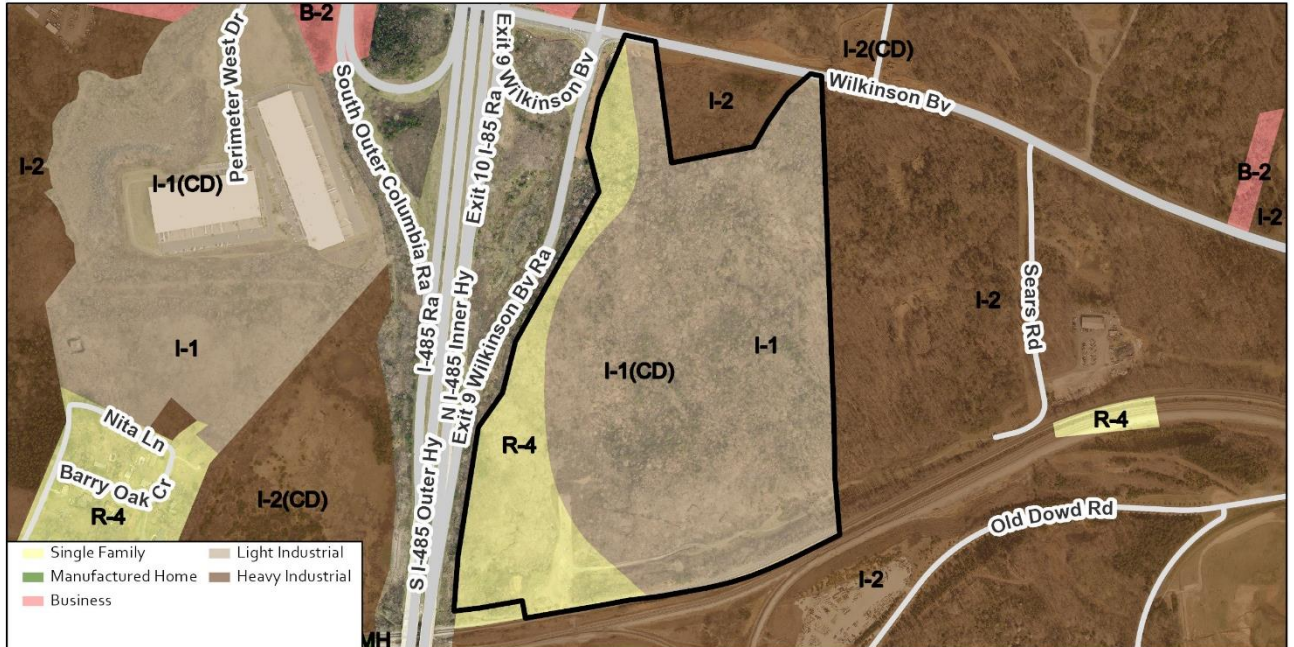 B-2
Perimeter West Dr
South Outer Columbia Ra
Exit 9 Wilkinson Bv
Exit 10 I-85 Ra
I-2(CD)
Wilkinson Bv
I-2
I-2
I-1(CD)
B-2
I-2
I-485 Ra
N I-485 Inner Hy
Exit 9 Wilkinson Bv Ra
I-2
Sears Rd
I-1
I-1(CD)
I-1
R-4
R-4
Nita Ln
Barry Oak Cr
R-4
I-2(CD)
S I-485 Outer Hy
Old Dowd Rd
I-2
Single Family
Light Industrial
Manufactured Home
Heavy Industrial
Business
MH